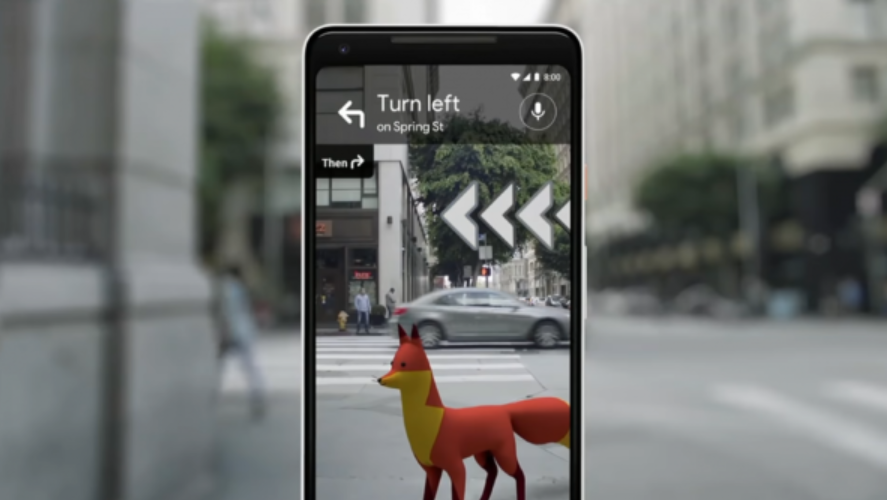 8:00
Turn left
on Spring St
Then